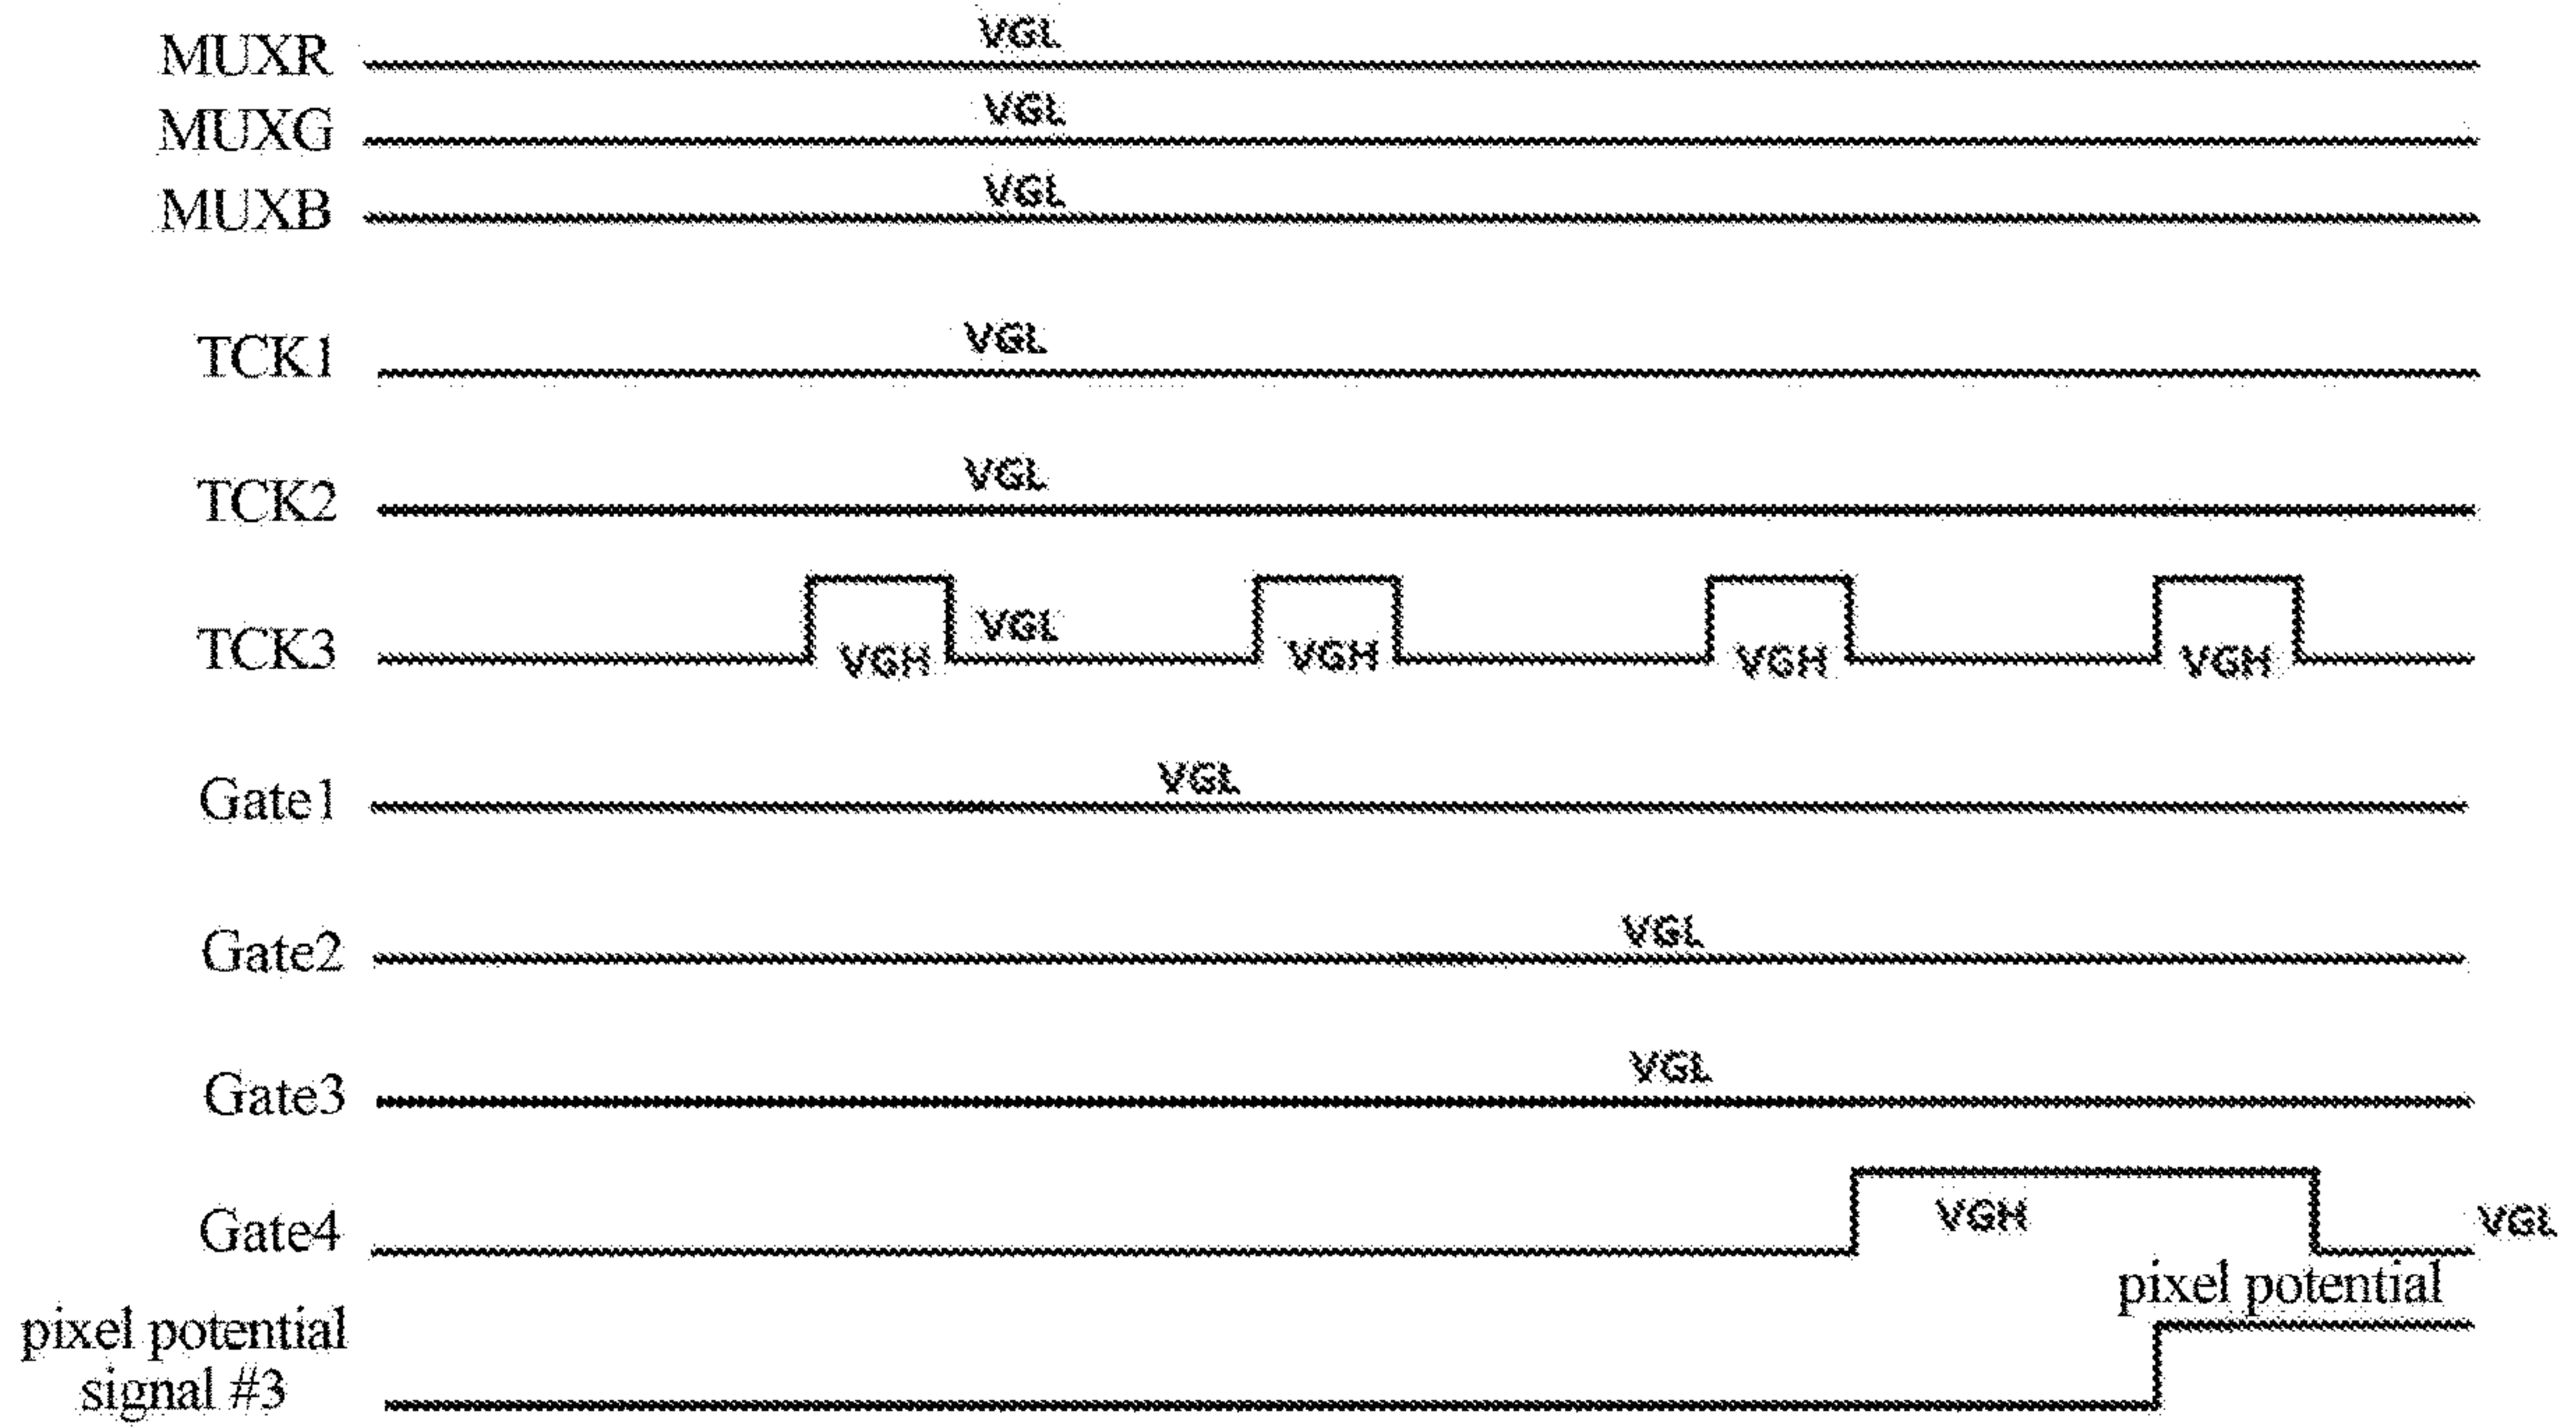 VGL
MUXR
VGL
MUXG
VGL
MUXB
VGL
TCK1
VGL
TCK2
VGL
TCK3
VGH VGH VGH VGH
VGL
Gate1
VGL
Gate2
VGL
Gate3
Gate4 VGH VGL
pixel potential
pixel potential
signal #3